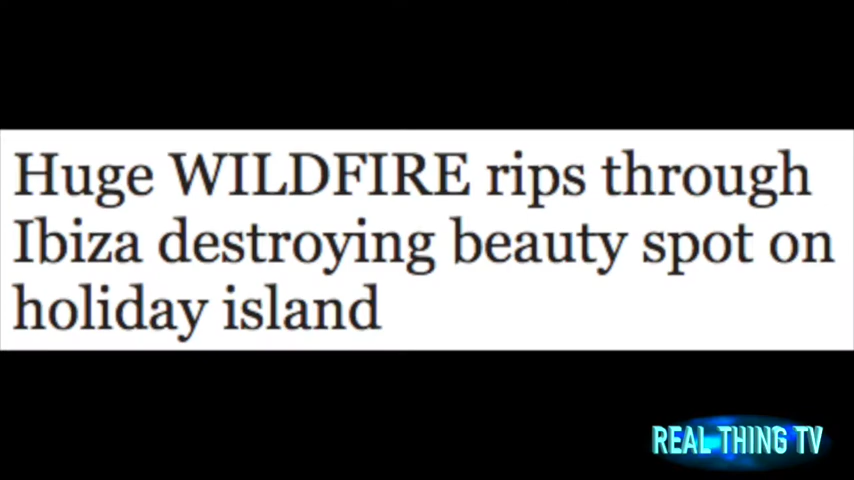 Huge WILDFIRE rips through
Ibiza destroying beauty spot on
holiday island
REAL THING TV